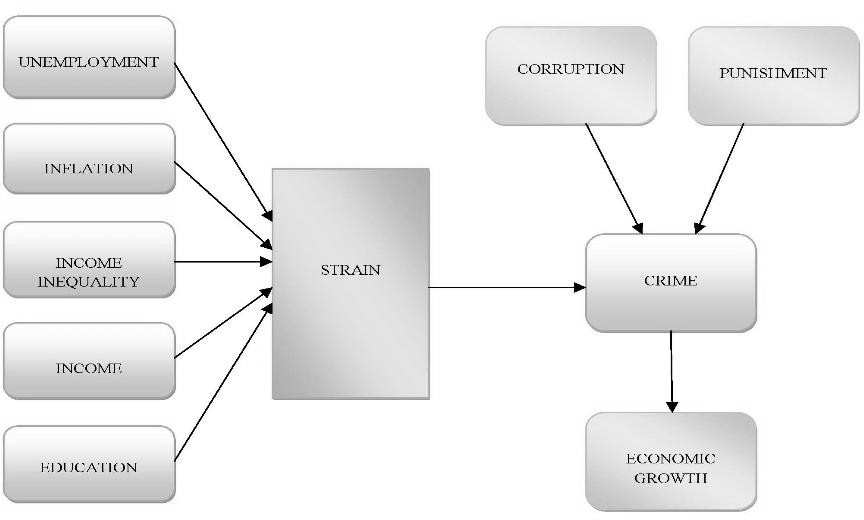 UNEMPLOYMENT
INFLATION
INCOME
INEQUALITY
INCOME
EDUCATION
STRAIN
CORRUPTION
PUNISHMENT
CRIME
ECONOMIC
GROWTH